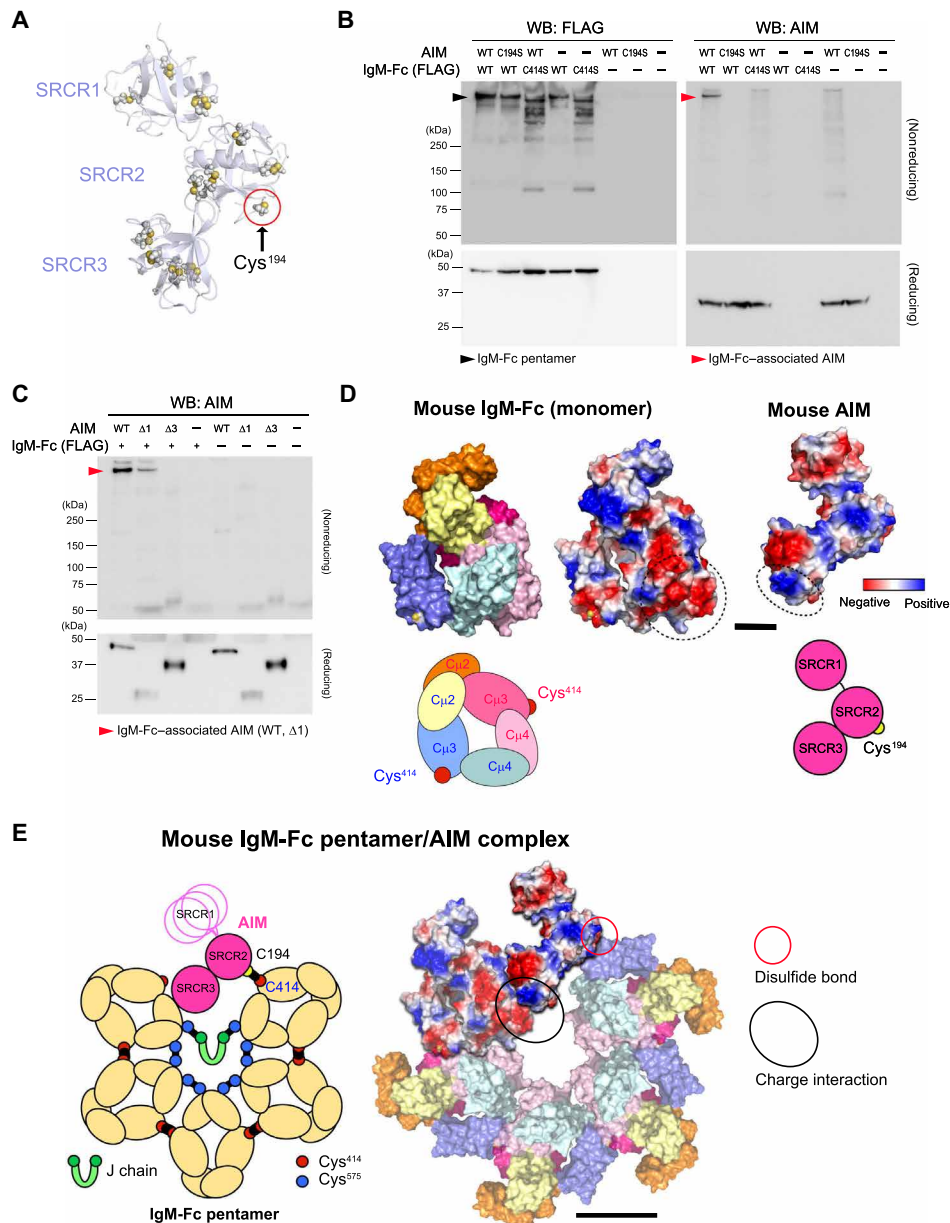 A
SRCR1
SRCR2
SRCR3
Cys194
B
WB: FLAG
WB: AIM
AIM WT C194S WT – – WT C194S – WT C194S WT – – WT C194S –
IgM-Fc (FLAG) WT WT C414S WT C414S – – – WT WT C414S WT C414S – – –
(kDa)
250
150
100
75
50
(Nonreducing)
(kDa)
50
37
25
(Reducing)
IgM-Fc pentamer
IgM-Fc–associated AIM
C
WB: AIM
AIM WT Δ1 Δ3 – WT Δ1 Δ3 –
IgM-Fc (FLAG) + + + + – – – –
(kDa)
250
150
100
75
50
(Nonreducing)
(kDa)
50
37
25
(Reducing)
IgM-Fc–associated AIM (WT, Δ1)
D
Mouse IgM-Fc (monomer)
Mouse AIM
Negative Positive
Cμ2
Cμ2
Cμ3
Cys414
Cμ3
Cμ4
Cys414
Cμ4
SRCR1
SRCR2
SRCR3
Cys194
E
Mouse IgM-Fc pentamer/AIM complex
SRCR1
AIM
SRCR2
C194
SRCR3
C414
J chain
Cys414
Cys575
IgM-Fc pentamer
Disulfide bond
Charge interaction